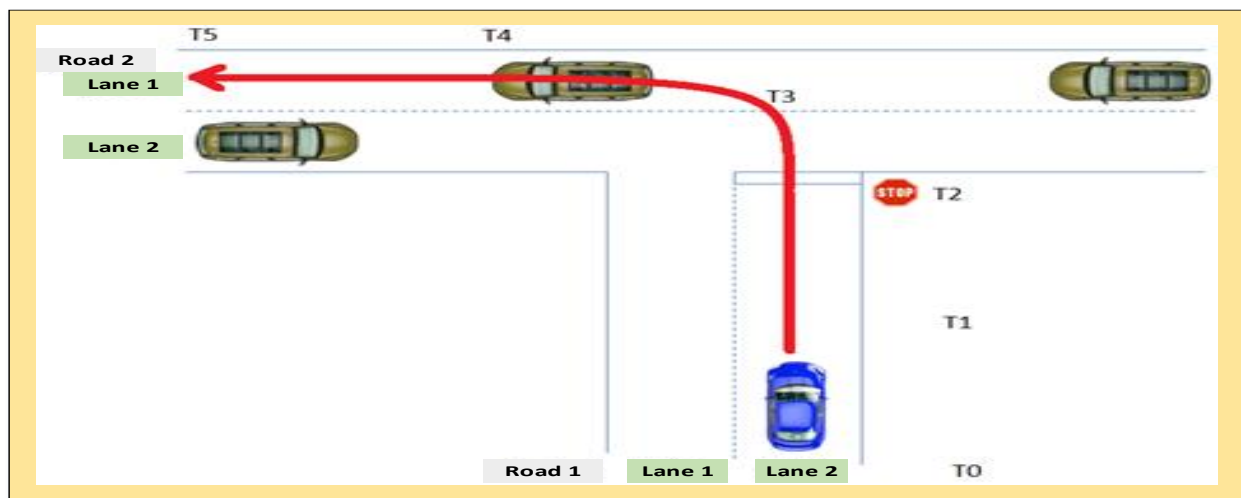 T5 T4
Road 2
Lane 1
T3
Lane 2
STOP T2
T1
Road 1 Lane 1 Lane 2 T0